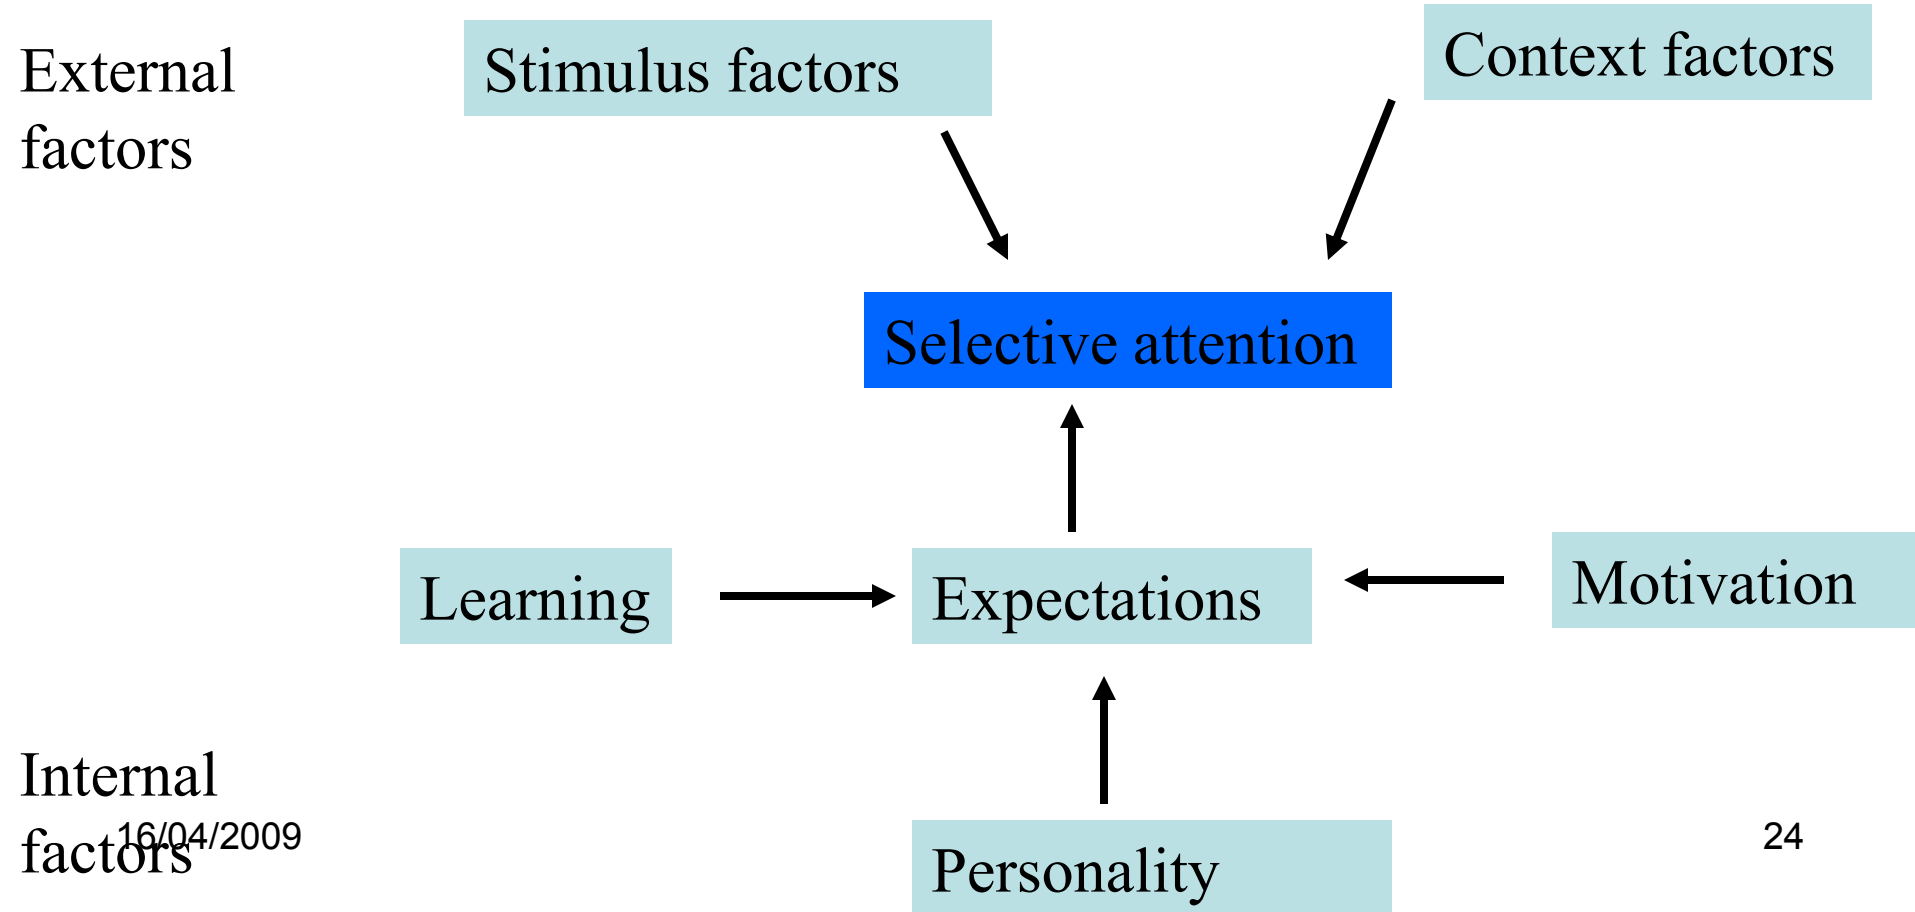 External
factors
Stimulus factors
Context factors
Selective attention
Learning
Expectations
Motivation
Internal
factors
16/04/2009
Personality
24